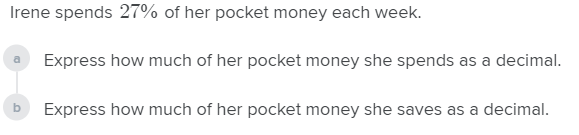 Irene spends 27% of her pocket money each week.
a Express how much of her pocket money she spends as a decimal.
b Express how much of her pocket money she saves as a decimal.